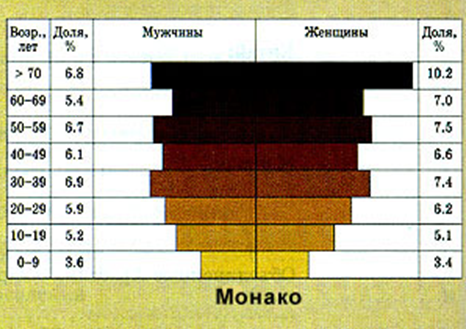 Возр., лет Доля, % Мужчины Женщины Доля, %
> 70 6.8 10.2
60–69 5.4 7.0
50–59 6.7 7.5
40–49 6.1 6.6
30–39 6.9 7.4
20–29 5.9 6.2
10–19 5.2 5.1
0–9 3.6 3.4
Монако